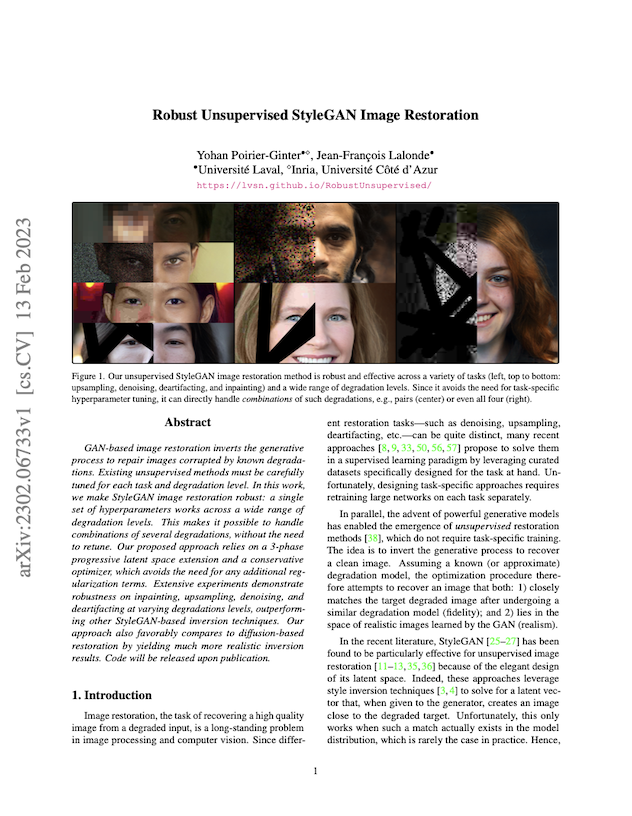 Robust Unsupervised StyleGAN Image Restoration
Yohan Poirier-Ginter•◦, Jean-François Lalonde•
•Université Laval, ◦Inria, Université Côté d'Azur
https://lvsn.github.io/RobustUnsupervised/
arXiv:2302.06733v1 [cs.CV] 13 Feb 2023
Figure 1. Our unsupervised StyleGAN image restoration method is robust and effective across a variety of tasks (left, top to bottom:
upsampling, denoising, deartifacting, and inpainting) and a wide range of degradation levels. Since it avoids the need for task-specific
hyperparameter tuning, it can directly handle combinations of such degradations, e.g., pairs (center) or even all four (right).
Abstract
GAN-based image restoration inverts the generative
process to repair images corrupted by known degrada-
tions. Existing unsupervised methods must be carefully
tuned for each task and degradation level. In this work,
we make StyleGAN image restoration robust: a single
set of hyperparameters works across a wide range of
degradation levels. This makes it possible to handle
combinations of several degradations, without the need
to retune. Our proposed approach relies on a 3-phase
progressive latent space extension and a conservative
optimizer, which avoids the need for any additional reg-
ularization terms. Extensive experiments demonstrate
robustness on inpainting, upsampling, denoising, and
deartifacting at varying degradations levels, outperform-
ing other StyleGAN-based inversion techniques. Our
approach also favorably compares to diffusion-based
restoration by yielding much more realistic inversion
results. Code will be released upon publication.
1. Introduction
Image restoration, the task of recovering a high quality
image from a degraded input, is a long-standing problem
in image processing and computer vision. Since differ-
ent restoration tasks—such as denoising, upsampling,
deartifacting, etc.—can be quite distinct, many recent
approaches [8, 9, 33, 50, 56, 57] propose to solve them
in a supervised learning paradigm by leveraging curated
datasets specifically designed for the task at hand. Un-
fortunately, designing task-specific approaches requires
retraining large networks on each task separately.
In parallel, the advent of powerful generative models
has enabled the emergence of unsupervised restoration
methods [38], which do not require task-specific training.
The idea is to invert the generative process to recover
a clean image. Assuming a known (or approximate)
degradation model, the optimization procedure there-
fore attempts to recover an image that both: 1) closely
matches the target degraded image after undergoing a
similar degradation model (fidelity); and 2) lies in the
space of realistic images learned by the GAN (realism).
In the recent literature, StyleGAN [25–27] has been
found to be particularly effective for unsupervised image
restoration [11–13, 35, 36] because of the elegant design
of its latent space. Indeed, these approaches leverage
style inversion techniques [3, 4] to solve for a latent vec-
tor that, when given to the generator, creates an image
close to the degraded target. Unfortunately, this only
works when such a match actually exists in the model
distribution, which is rarely the case in practice. Hence,
1